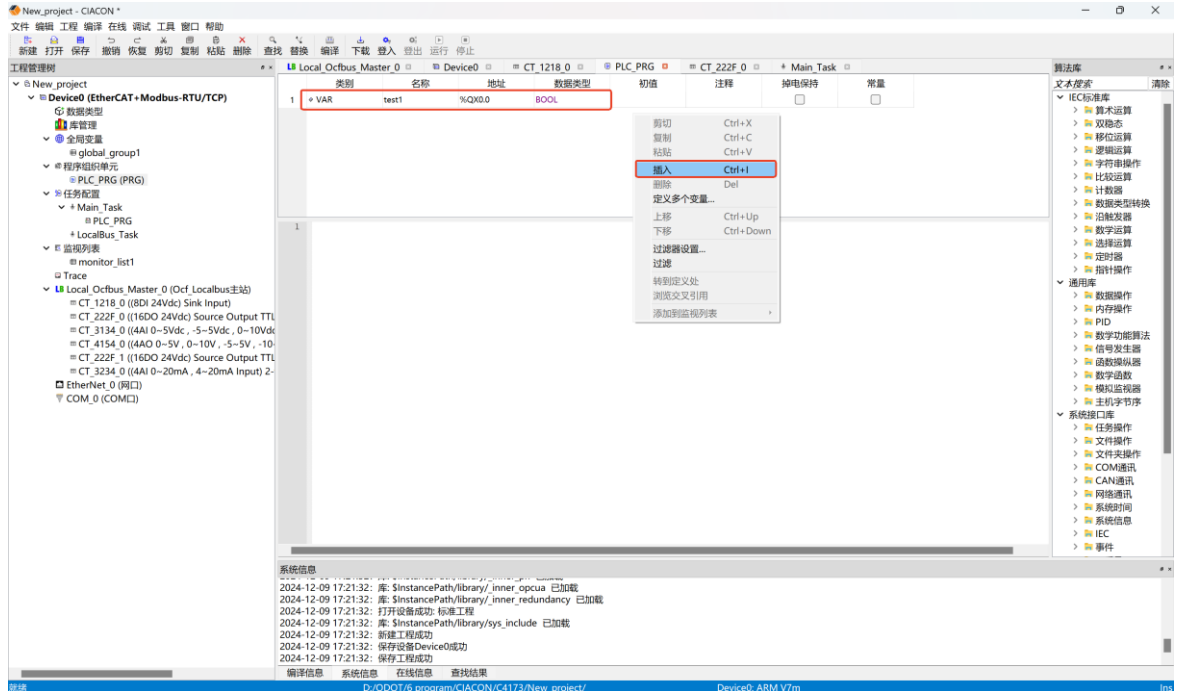 New_project - CIACON *
文件 编辑 工程 编译 在线 调试 工具 窗口 帮助
新建 打开 保存 撤销 恢复 剪切 复制 粘贴 删除 查找 替换 编译 下载 登入 登出 运行 停止
工程管理树
New_project
Device0 (EtherCAT+Modbus-RTU/TCP)
数据类型
库管理
全局变量
global_group1
程序组织单元
PLC_PRG (PRG)
任务配置
Main_Task
PLC_PRG
LocalBus_Task
监视列表
monitor_list1
Trace
Local_Ocfbus_Master_0 (Ocf_Localbus主站)
CT_1218_0 ((8DI 24Vdc) Sink Input)
CT_222F_0 ((16DO 24Vdc) Source Output TTL
CT_3134_0 ((4AI 0~5Vdc , -5~5Vdc , 0~10Vdc
CT_4154_0 ((4AO 0~5V , 0~10V , -5~5V , -10-
CT_222F_1 ((16DO 24Vdc) Source Output TTL
CT_3234_0 ((4AI 0~20mA , 4~20mA Input) 2-
EtherNet_0 (网口)
COM_0 (COM口)
Local_Ocfbus_Master_0 Device0 CT_1218_0 PLC_PRG CT_222F_0 Main_Task
类别 名称 地址 数据类型 初值 注释 掉电保持 常量
1 VAR test1 %QX0.0 BOOL
剪切 Ctrl+X
复制 Ctrl+C
粘贴 Ctrl+V
插入 Ctrl+I
删除 Del
定义多个变量...
上移 Ctrl+Up
下移 Ctrl+Down
过滤器设置...
过滤
转到定义处
浏览交叉引用
添加到监视列表
1
算法库
文本搜索 清除
IEC标准库
算术运算
双稳态
移位运算
逻辑运算
字符串操作
比较运算
计数器
数据类型转换
沿触发器
数学运算
选择运算
定时器
指针操作
通用库
数据操作
内存操作
PID
数学功能算法
信号发生器
函数操纵器
数学函数
模拟监视器
主机字节序
系统接口库
任务操作
文件操作
文件夹操作
COM通讯
CAN通讯
网络通讯
系统时间
系统信息
IEC
事件
系统信息
2024-12-09 17:21:32: 库: $InstancePath/library/_inner_opcua 已加载
2024-12-09 17:21:32: 库: $InstancePath/library/_inner_redundancy 已加载
2024-12-09 17:21:32: 打开设备成功: 标准工程
2024-12-09 17:21:32: 库: $InstancePath/library/sys_include 已加载
2024-12-09 17:21:32: 新建工程成功
2024-12-09 17:21:32: 保存设备Device0成功
2024-12-09 17:21:32: 保存工程成功
编译信息 系统信息 在线信息 查找结果
就绪 D:/ODOT/6 program/CIACON/C4173/New_project/ Device0: ARM V7m Ins